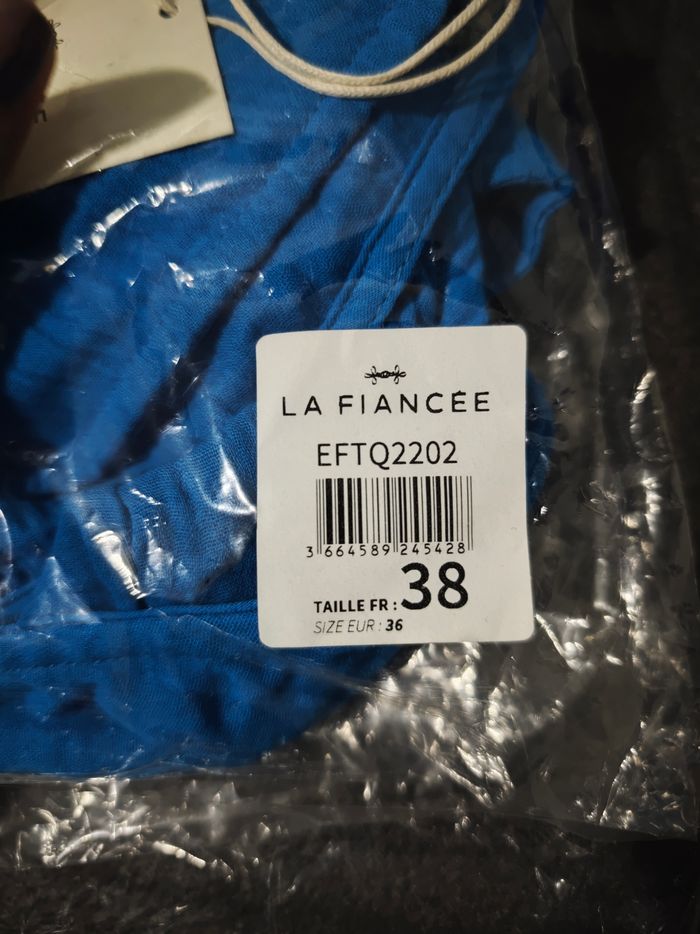 LA FIANCÉE
EFTQ2202
3 664589 245428
TAILLE FR : 38
SIZE EUR : 36